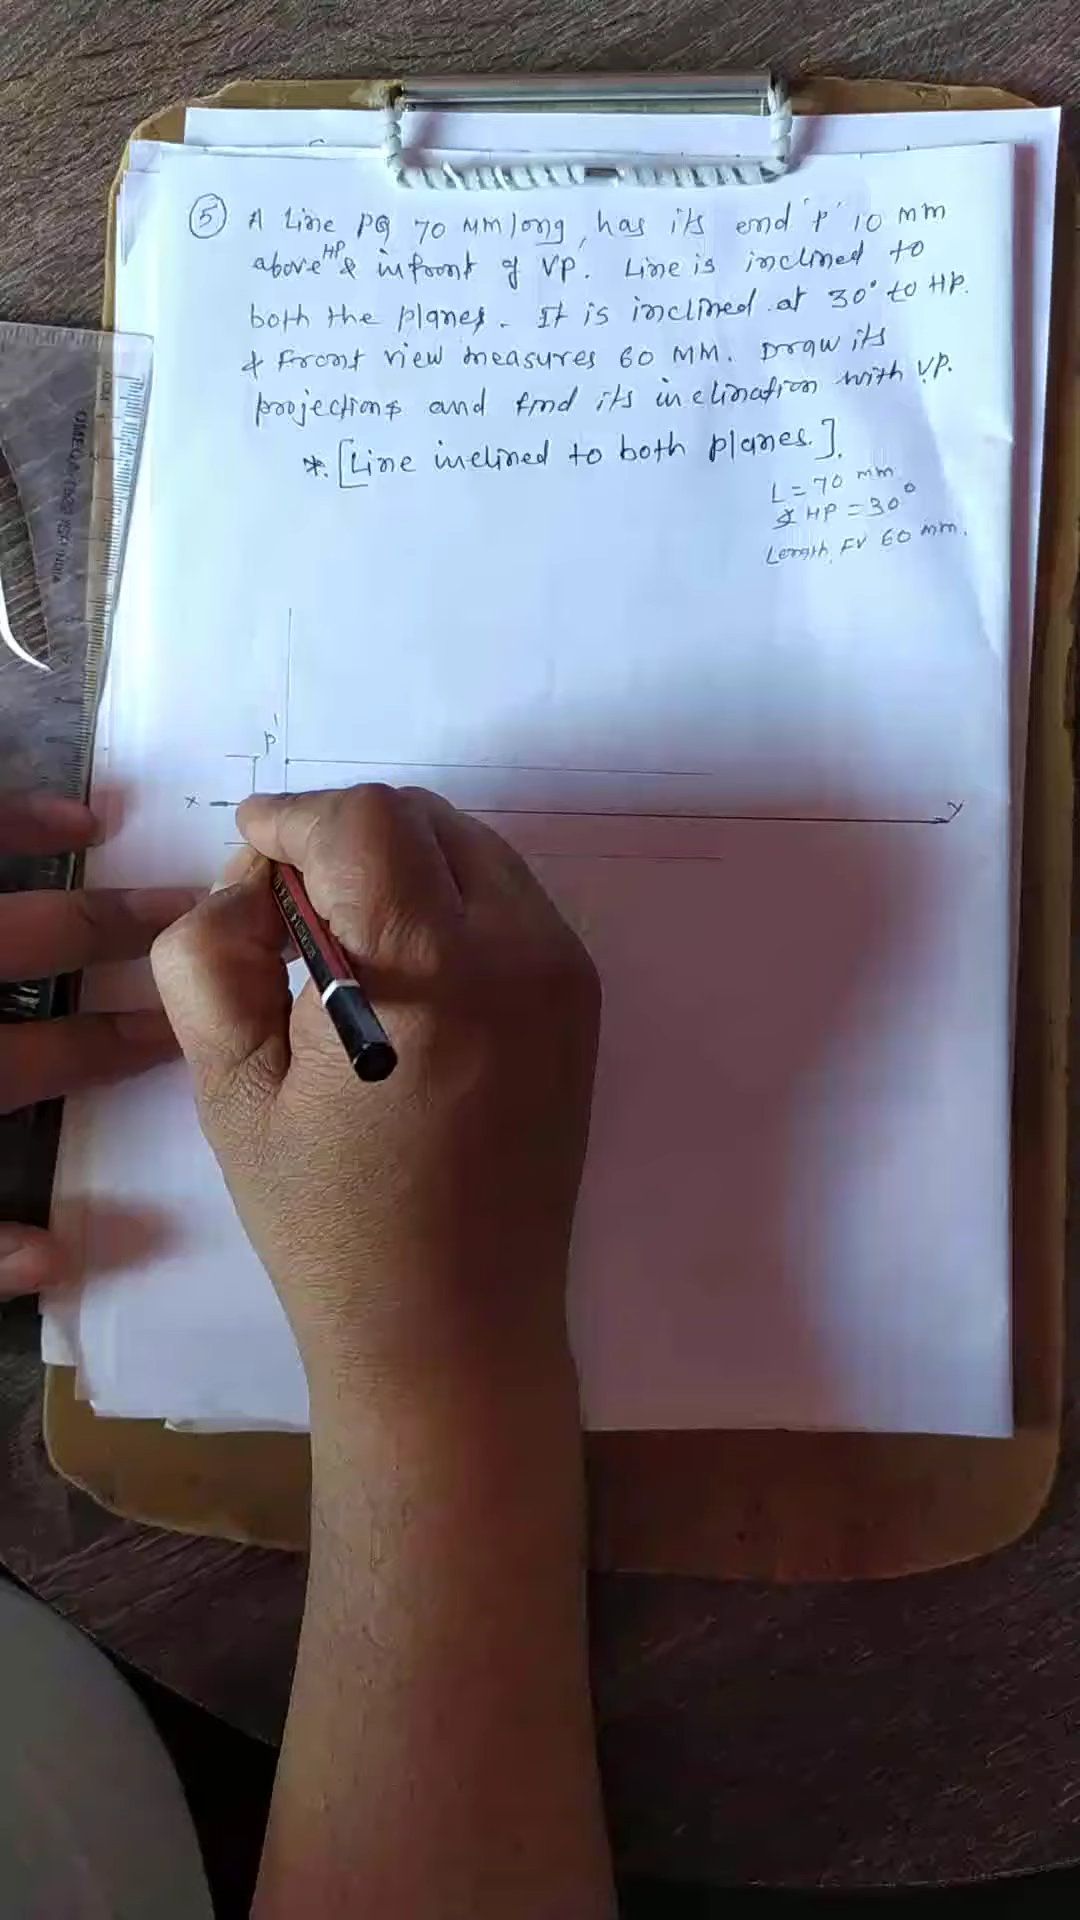 5 A Line PQ 70 MM long, has its end 'p' 10 mm
above HP & infront of VP. Line is inclined to
both the planes. It is inclined at 30° to HP.
& Front view measures 60 MM. Draw its
projections and find its inclination with VP.
*. [Line inclined to both planes.].
L = 70 mm
∡ HP = 30°
Length FV 60 mm.
p'
x
y
OMEGA
INDIA